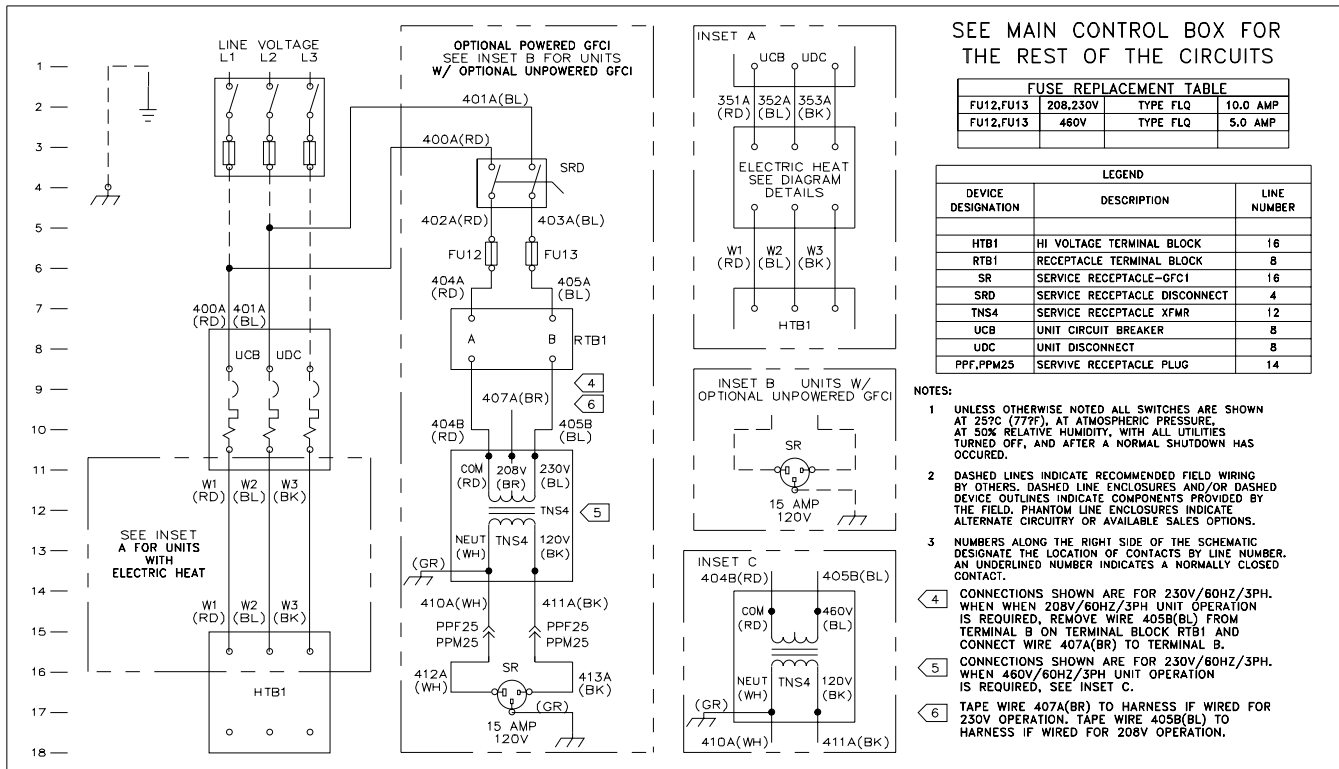 LINE VOLTAGE
L1 L2 L3
1
2
3
4
5
6
7
8
9
10
11
12
13
14
15
16
17
18
400A 401A
(RD) (BL)
UCB UDC
W1 W2 W3
(RD) (BL) (BK)
SEE INSET
A FOR UNITS
WITH
ELECTRIC HEAT
W1 W2 W3
(RD) (BL) (BK)
HTB1
OPTIONAL POWERED GFCI
SEE INSET B FOR UNITS
W/ OPTIONAL UNPOWERED GFCI
401A(BL)
400A(RD)
SRD
402A(RD) 403A(BL)
FU12 FU13
404A 405A
(RD) (BL)
A B RTB1
4
407A(BR) 6
404B 405B
(RD) (BL)
COM 208V 230V
(RD) (BR) (BL)
TNS4 5
NEUT TNS4 120V
(WH) (BK)
(GR)
410A(WH) 411A(BK)
PPF25 PPF25
PPM25 PPM25
412A SR 413A
(WH) (BK)
(GR)
15 AMP
120V
INSET A
UCB UDC
351A 352A 353A
(RD) (BL) (BK)
ELECTRIC HEAT
SEE DIAGRAM
DETAILS
W1 W2 W3
(RD) (BL) (BK)
HTB1
INSET B UNITS W/
OPTIONAL UNPOWERED GFCI
SR
15 AMP
120V
INSET C
404B(RD) 405B(BL)
COM 460V
(RD) (BL)
NEUT TNS4 120V
(WH) (BK)
(GR)
410A(WH) 411A(BK)
SEE MAIN CONTROL BOX FOR
THE REST OF THE CIRCUITS
FUSE REPLACEMENT TABLE
FU12,FU13 208,230V TYPE FLQ 10.0 AMP
FU12,FU13 460V TYPE FLQ 5.0 AMP
LEGEND
DEVICE DESCRIPTION LINE
DESIGNATION NUMBER
HTB1 HI VOLTAGE TERMINAL BLOCK 16
RTB1 RECEPTACLE TERMINAL BLOCK 8
SR SERVICE RECEPTACLE-GFC1 16
SRD SERVICE RECEPTACLE DISCONNECT 4
TNS4 SERVICE RECEPTACLE XFMR 12
UCB UNIT CIRCUIT BREAKER 8
UDC UNIT DISCONNECT 8
PPF,PPM25 SERVIVE RECEPTACLE PLUG 14
NOTES:
1 UNLESS OTHERWISE NOTED ALL SWITCHES ARE SHOWN
AT 25?C (77?F), AT ATMOSPHERIC PRESSURE,
AT 50% RELATIVE HUMIDITY, WITH ALL UTILITIES
TURNED OFF, AND AFTER A NORMAL SHUTDOWN HAS
OCCURED.
2 DASHED LINES INDICATE RECOMMENDED FIELD WIRING
BY OTHERS. DASHED LINE ENCLOSURES AND/OR DASHED
DEVICE OUTLINES INDICATE COMPONENTS PROVIDED BY
THE FIELD. PHANTOM LINE ENCLOSURES INDICATE
ALTERNATE CIRCUITRY OR AVAILABLE SALES OPTIONS.
3 NUMBERS ALONG THE RIGHT SIDE OF THE SCHEMATIC
DESIGNATE THE LOCATION OF CONTACTS BY LINE NUMBER.
AN UNDERLINED NUMBER INDICATES A NORMALLY CLOSED
CONTACT.
4 CONNECTIONS SHOWN ARE FOR 230V/60HZ/3PH.
WHEN WHEN 208V/60HZ/3PH UNIT OPERATION
IS REQUIRED, REMOVE WIRE 405B(BL) FROM
TERMINAL B ON TERMINAL BLOCK RTB1 AND
CONNECT WIRE 407A(BR) TO TERMINAL B.
5 CONNECTIONS SHOWN ARE FOR 230V/60HZ/3PH.
WHEN 460V/60HZ/3PH UNIT OPERATION
IS REQUIRED, SEE INSET C.
6 TAPE WIRE 407A(BR) TO HARNESS IF WIRED FOR
230V OPERATION. TAPE WIRE 405B(BL) TO
HARNESS IF WIRED FOR 208V OPERATION.